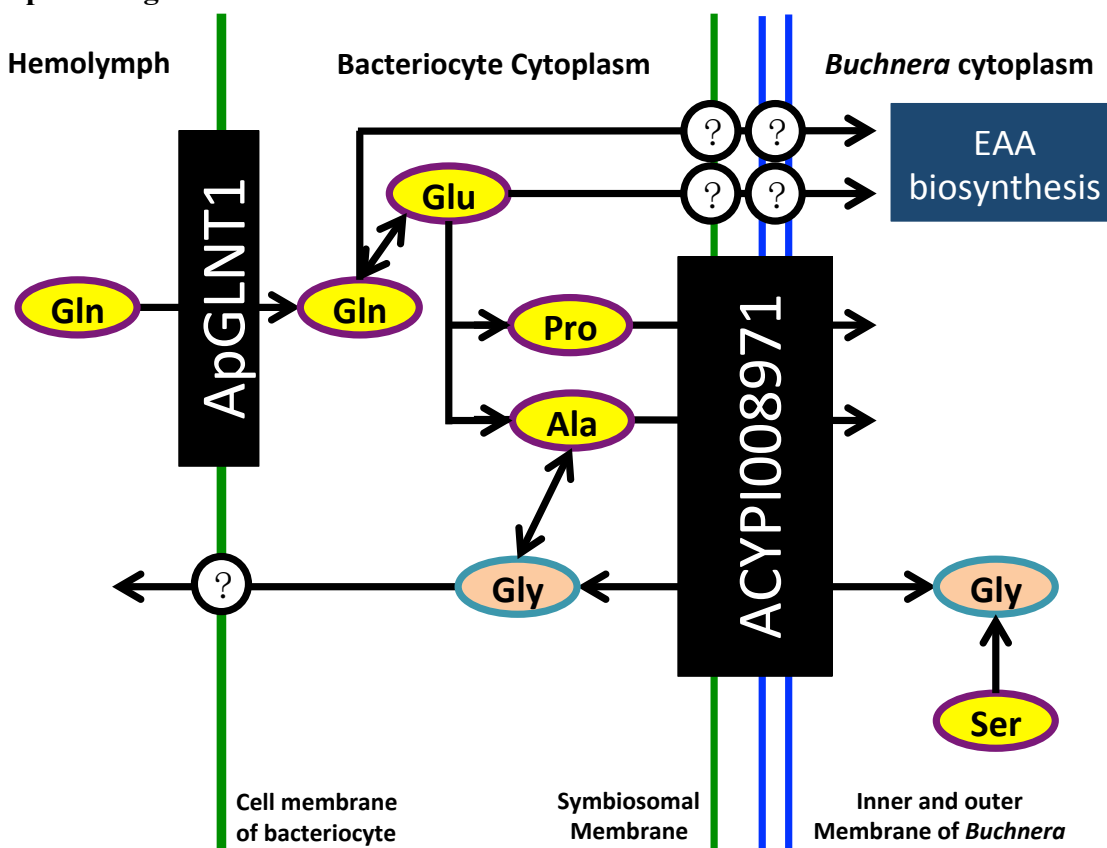 Hemolymph
Bacteriocyte Cytoplasm
Buchnera cytoplasm
?
?
EAA
biosynthesis
Glu
?
?
Gln
ApGLNT1
Gln
Pro
ACYPI008971
Ala
?
Gly
Gly
Ser
Cell membrane
of bacteriocyte
Symbiosomal
Membrane
Inner and outer
Membrane of Buchnera